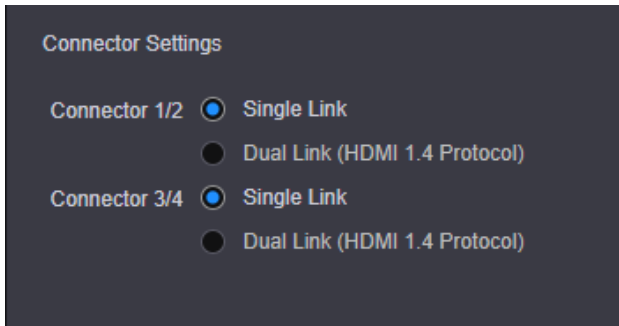 Connector Settings
Connector 1/2 Single Link
Dual Link (HDMI 1.4 Protocol)
Connector 3/4 Single Link
Dual Link (HDMI 1.4 Protocol)